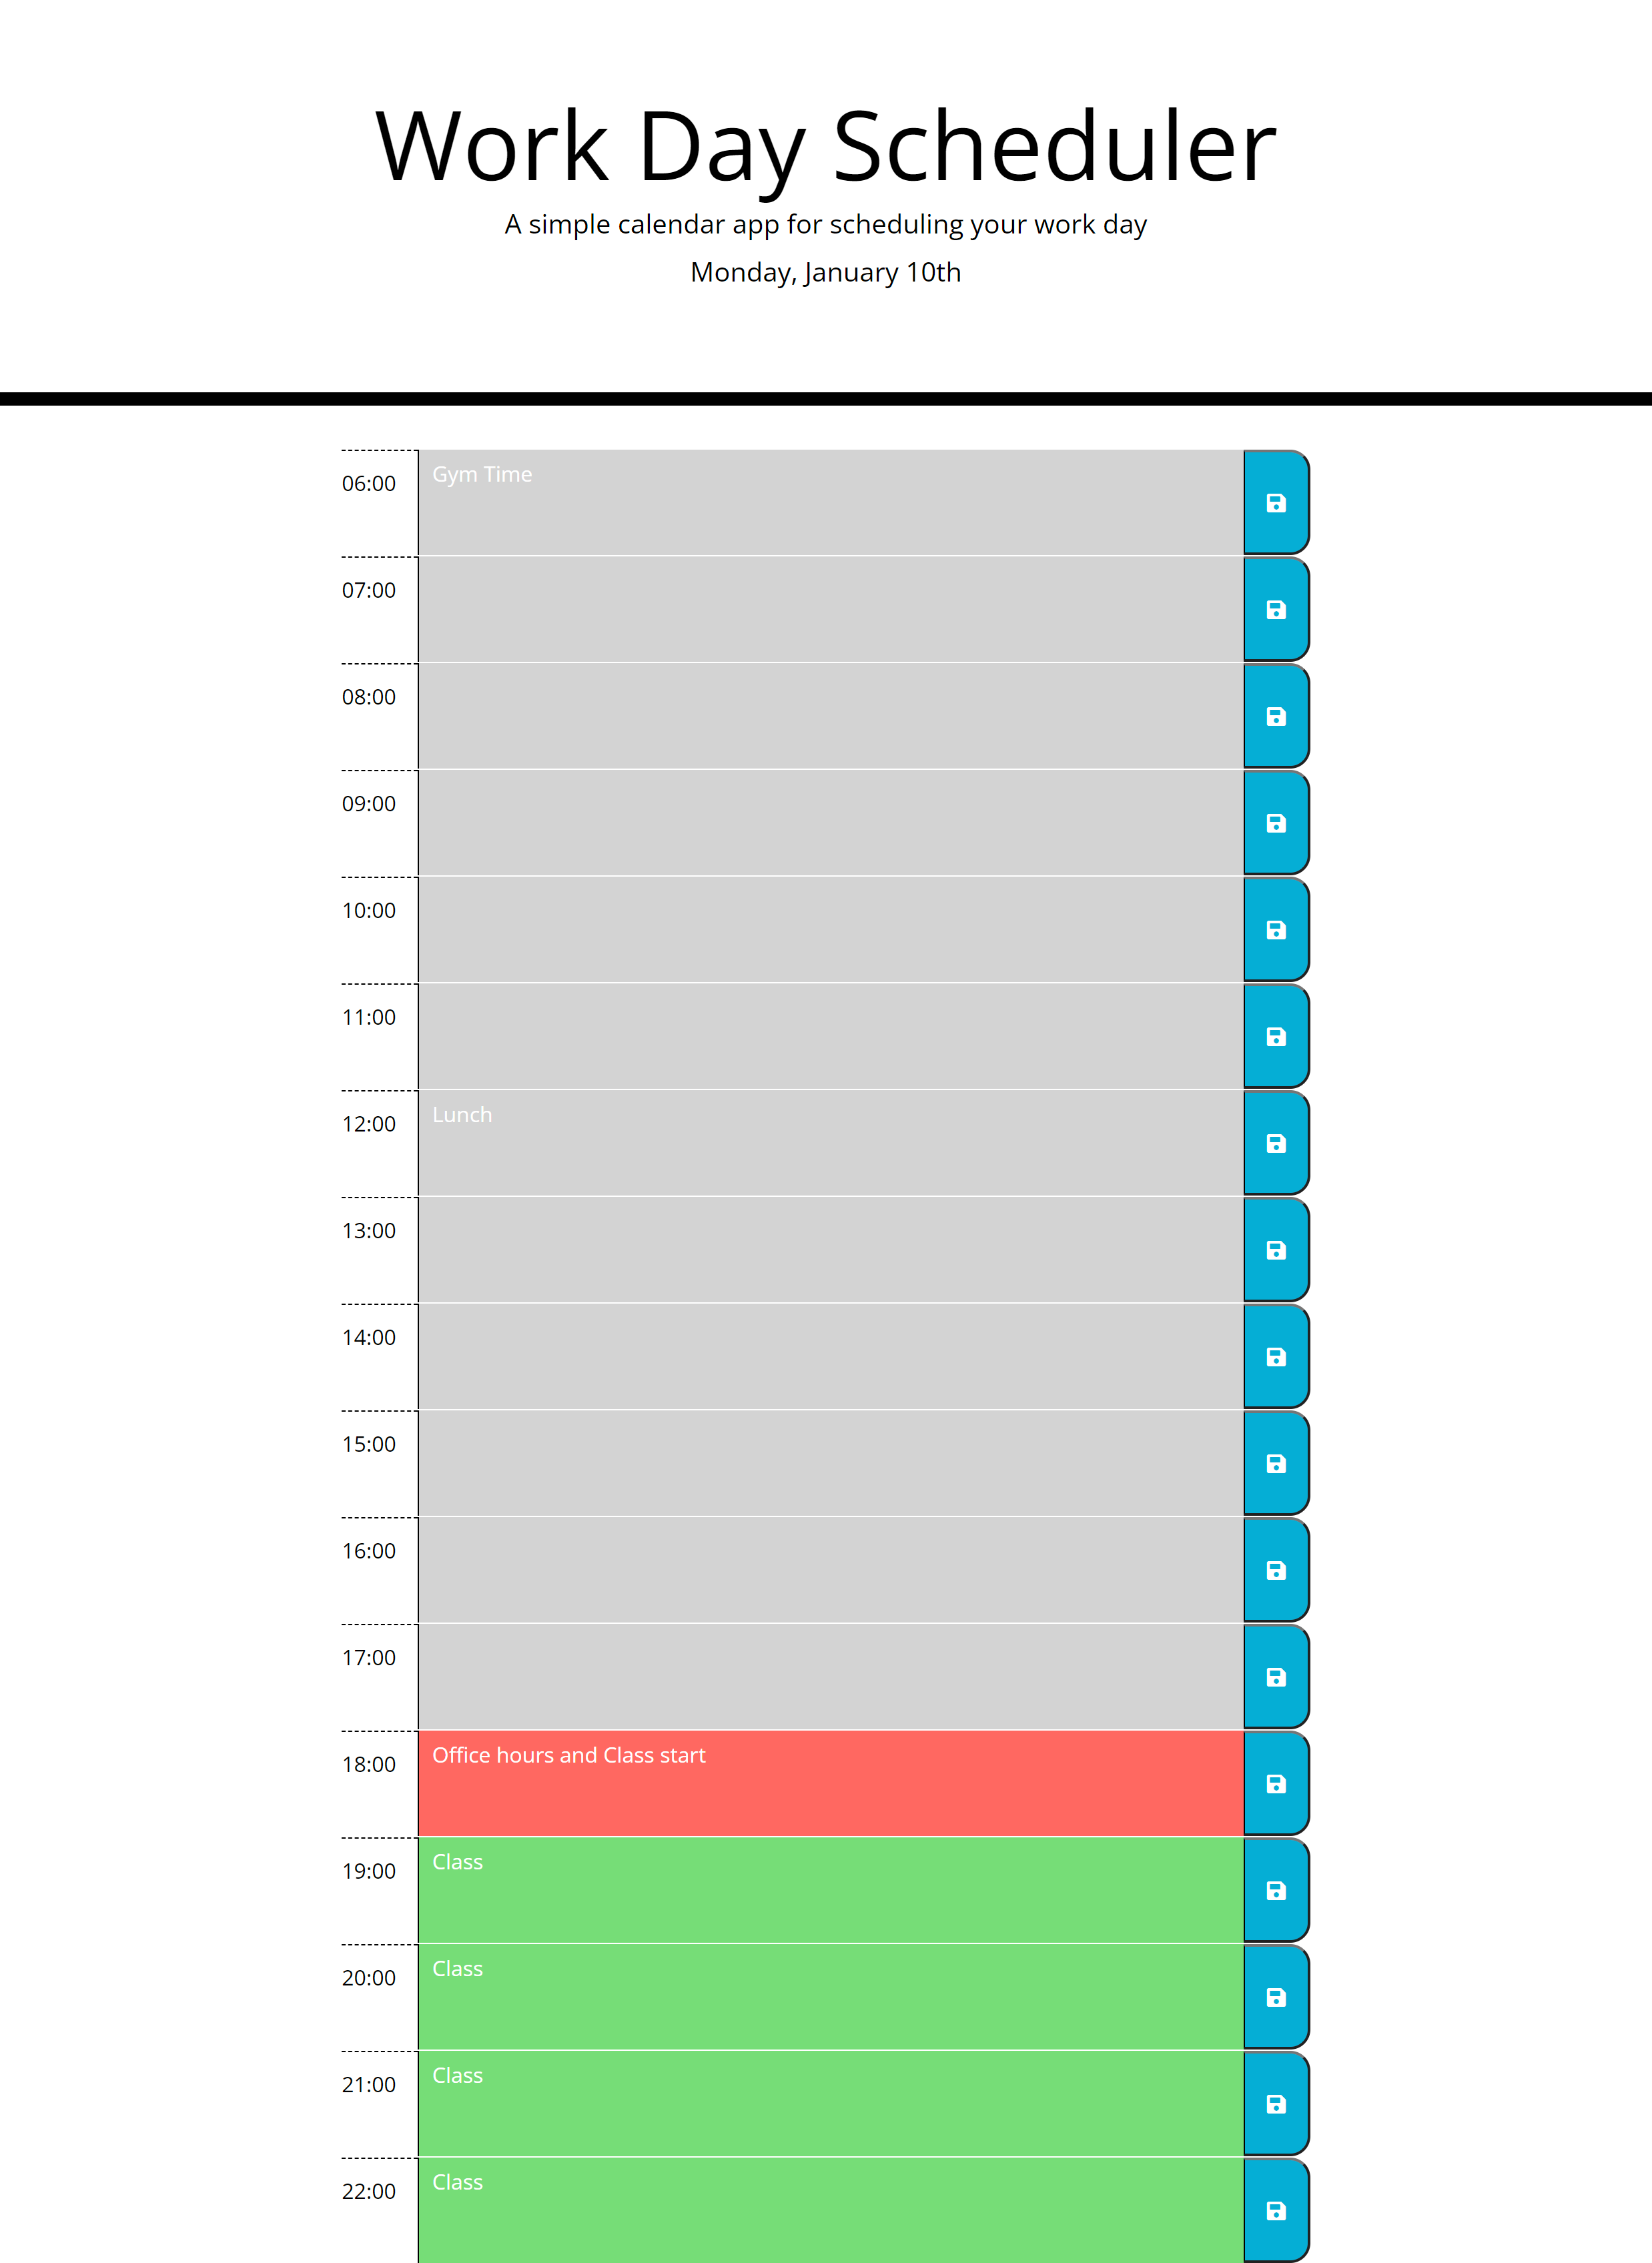 Work Day Scheduler
A simple calendar app for scheduling your work day
Monday, January 10th
06:00 Gym Time
07:00
08:00
09:00
10:00
11:00
12:00 Lunch
13:00
14:00
15:00
16:00
17:00
18:00 Office hours and Class start
19:00 Class
20:00 Class
21:00 Class
22:00 Class